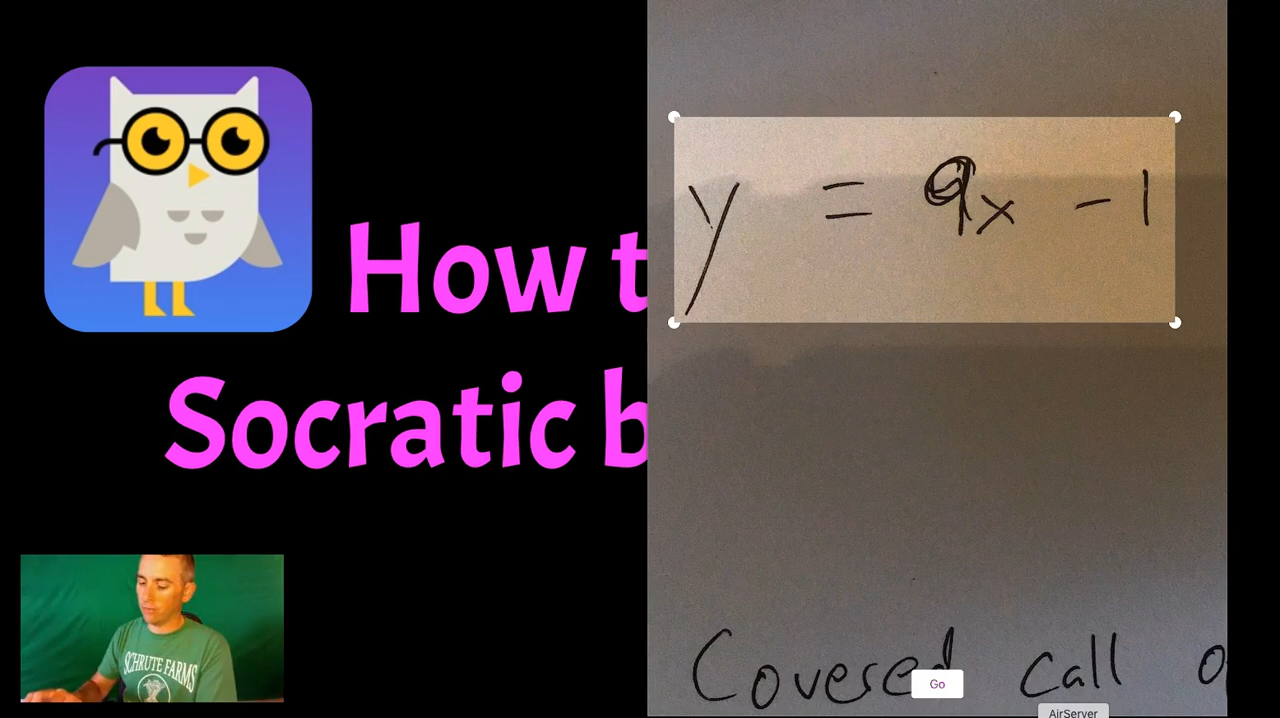 How t
Socratic b
y = 9x - 1
Covered call o
Go
AirServer
SCHRUTE FARMS